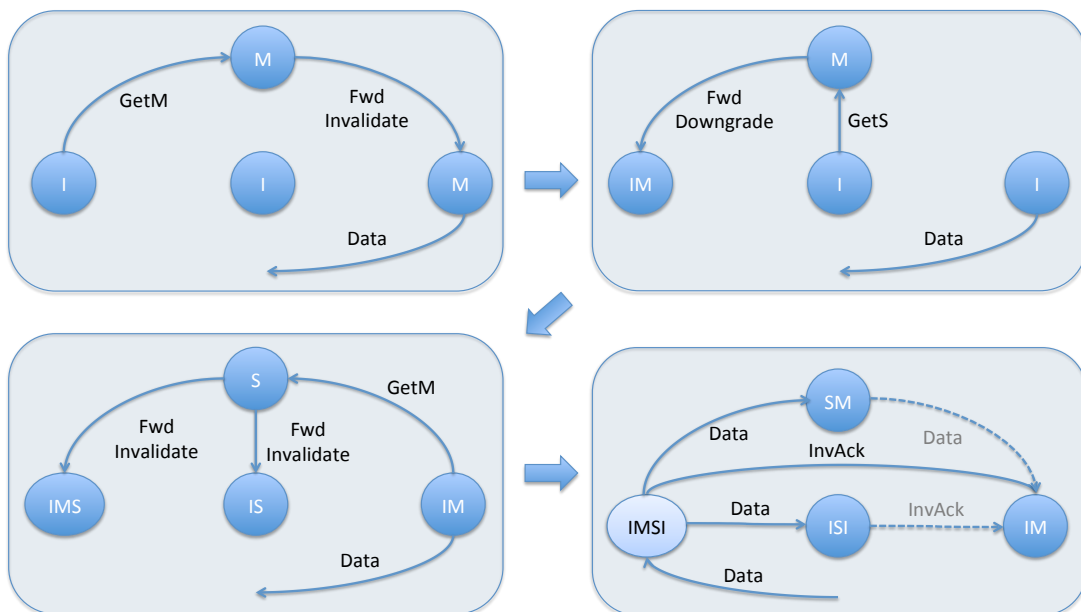 M
GetM
Fwd
Invalidate
I
I
M
Data
M
Fwd
Downgrade
GetS
IM
I
I
Data
S
GetM
Fwd
Invalidate
Fwd
Invalidate
IMS
IS
IM
Data
SM
Data
Data
InvAck
IMSI
Data
ISI
InvAck
IM
Data